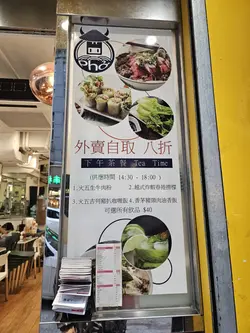 phở
外賣自取 八折
下午茶餐 Tea Time
(供應時間 14:30 - 18:00)
1.火五生牛肉粉 2.越式炸蝦春捲檬
3.火五吉列豬扒咖喱飯 4.香茅豬頸肉油香飯
可選所有飲品 $40